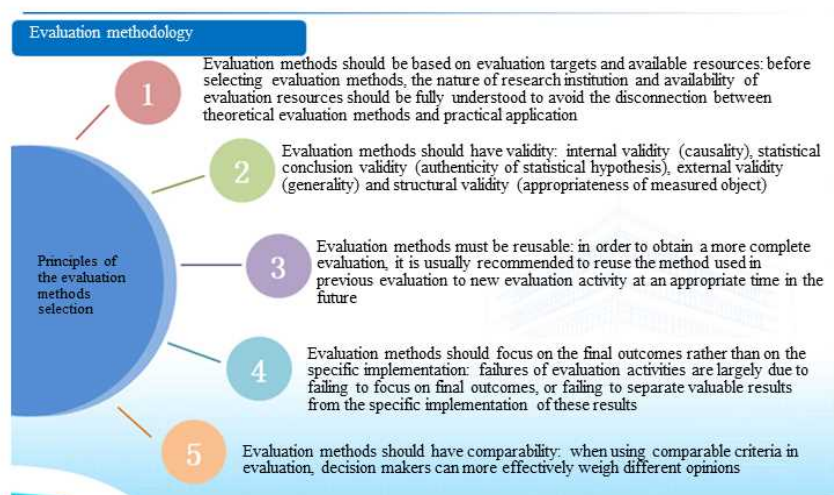 Evaluation methodology
1
Evaluation methods should be based on evaluation targets and available resources: before
selecting evaluation methods, the nature of research institution and availability of
evaluation resources should be fully understood to avoid the disconnection between
theoretical evaluation methods and practical application
2
Evaluation methods should have validity: internal validity (causality), statistical
conclusion validity (authenticity of statistical hypothesis), external validity
(generality) and structural validity (appropriateness of measured object)
Principles of
the evaluation
methods
selection
3
Evaluation methods must be reusable: in order to obtain a more complete
evaluation, it is usually recommended to reuse the method used in
previous evaluation to new evaluation activity at an appropriate time in the
future
4
Evaluation methods should focus on the final outcomes rather than on the
specific implementation: failures of evaluation activities are largely due to
failing to focus on final outcomes, or failing to separate valuable results
from the specific implementation of these results
5
Evaluation methods should have comparability: when using comparable criteria in
evaluation, decision makers can more effectively weigh different opinions